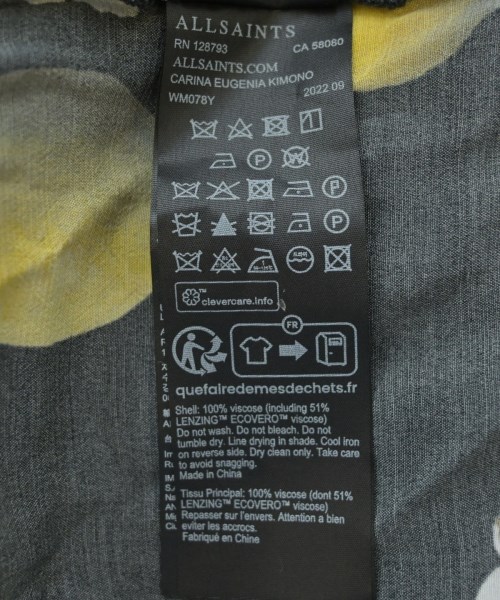 ALLSAINTS
RN 128793 CA 58060
ALLSAINTS.COM
CARINA EUGENIA KIMONO
WM078Y 2022 09
P W
P
P
clevercare.info
FR
quefairedemesdechets.fr
Shell: 100% viscose (including 51%
LENZING™ ECOVERO™ viscose)
Do not wash. Do not bleach. Do not
tumble dry. Line drying in shade. Cool iron
on reverse side. Dry clean only. Take care
to avoid snagging.
Made in China
Tissu Principal: 100% viscose (dont 51%
LENZING™ ECOVERO™ viscose)
Repasser sur l'envers. Attention a bien
eviter les accrocs.
Fabriqué en Chine